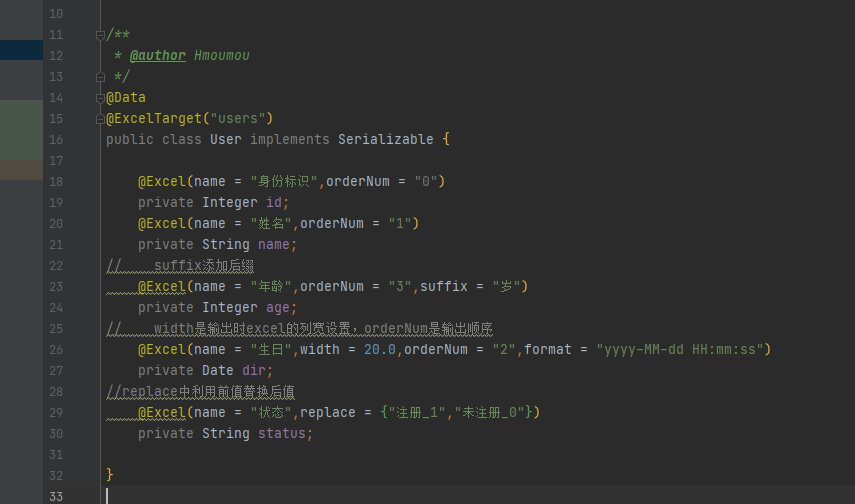 10
11 /**
12  * @author Hmoumou
13  */
14 @Data
15 @ExcelTarget("users")
16 public class User implements Serializable {
17
18     @Excel(name = "身份标识",orderNum = "0")
19     private Integer id;
20     @Excel(name = "姓名",orderNum = "1")
21     private String name;
22 //    suffix添加后缀
23     @Excel(name = "年龄",orderNum = "3",suffix = "岁")
24     private Integer age;
25 //    width是输出时excel的列宽设置，orderNum是输出顺序
26     @Excel(name = "生日",width = 20.0,orderNum = "2",format = "yyyy-MM-dd HH:mm:ss")
27     private Date dir;
28 //replace中利用前值替换后值
29     @Excel(name = "状态",replace = {"注册_1","未注册_0"})
30     private String status;
31
32 }
33